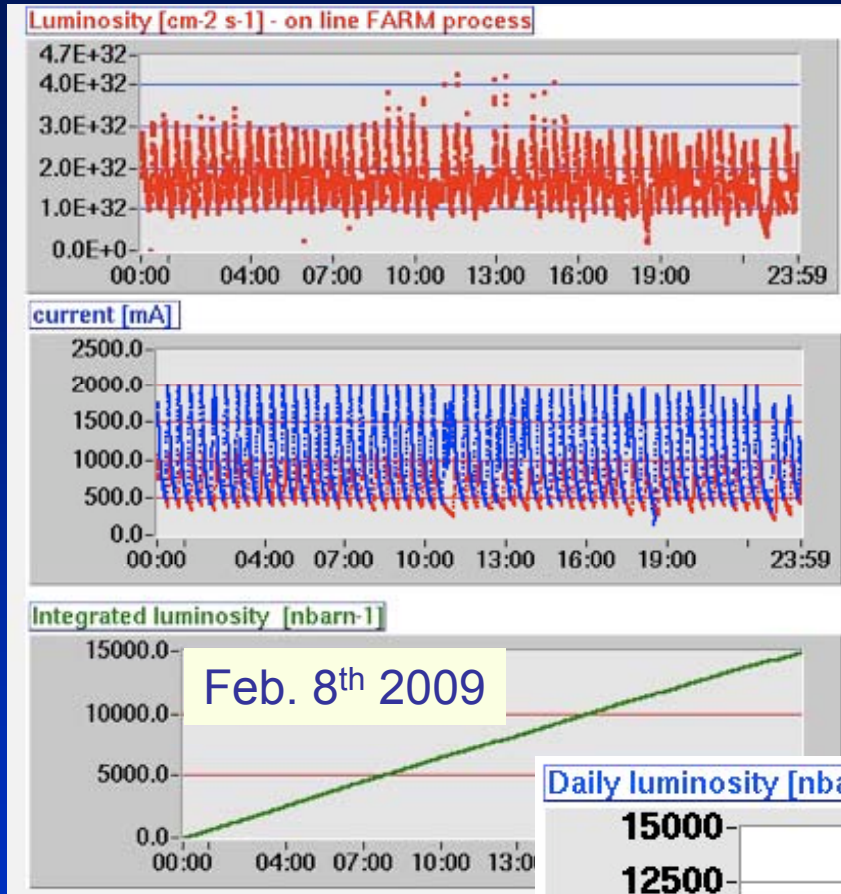 Luminosity [cm-2 s-1] - on line FARM process
4.7E+32
4.0E+32
3.0E+32
2.0E+32
1.0E+32
0.0E+0
00:00 04:00 07:00 10:00 13:00 16:00 19:00 23:59
current [mA]
2500.0
2000.0
1500.0
1000.0
500.0
0.0
00:00 04:00 07:00 10:00 13:00 16:00 19:00 23:59
Integrated luminosity [nbarn-1]
15000.0
Feb. 8th 2009
10000.0
5000.0
0.0
00:00 04:00 07:00 10:00 13:0
Daily luminosity [nba
15000
12500